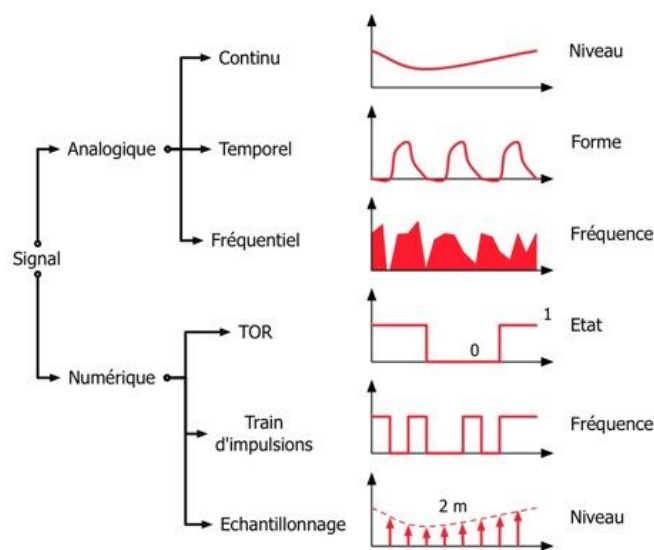 Continu
Niveau
Analogique
Temporel
Forme
Fréquentiel
Fréquence
Signal
TOR
1
Etat
0
Numérique
Train
d'impulsions
Fréquence
Echantillonnage
2 m
Niveau